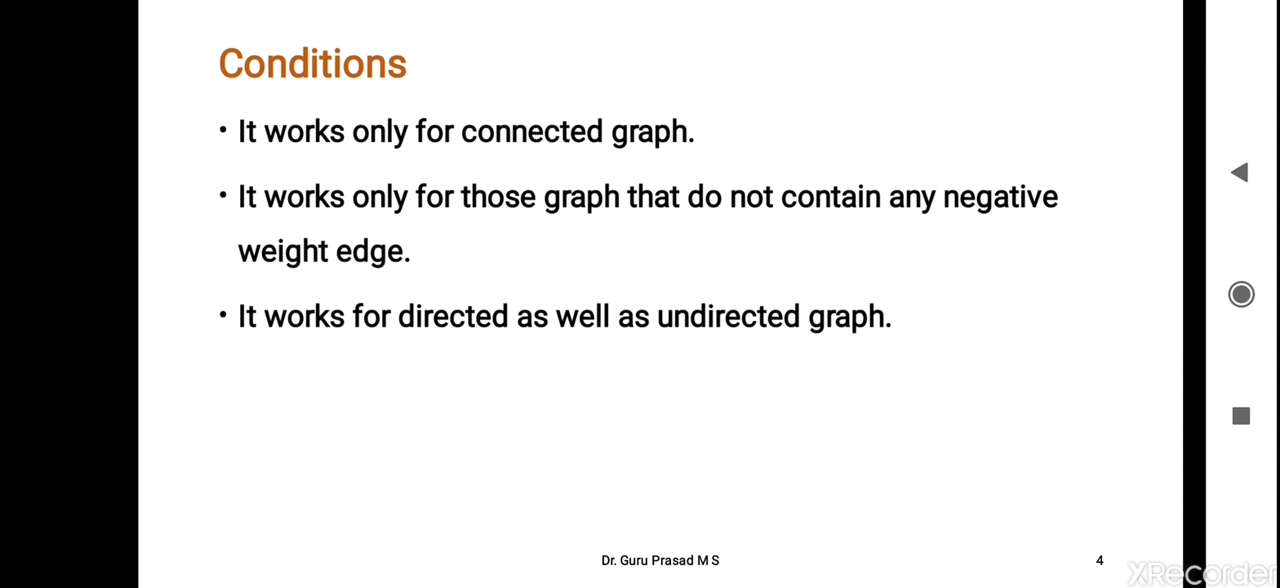 Conditions
• It works only for connected graph.
• It works only for those graph that do not contain any negative
weight edge.
• It works for directed as well as undirected graph.
Dr. Guru Prasad M S
4
XRecorder